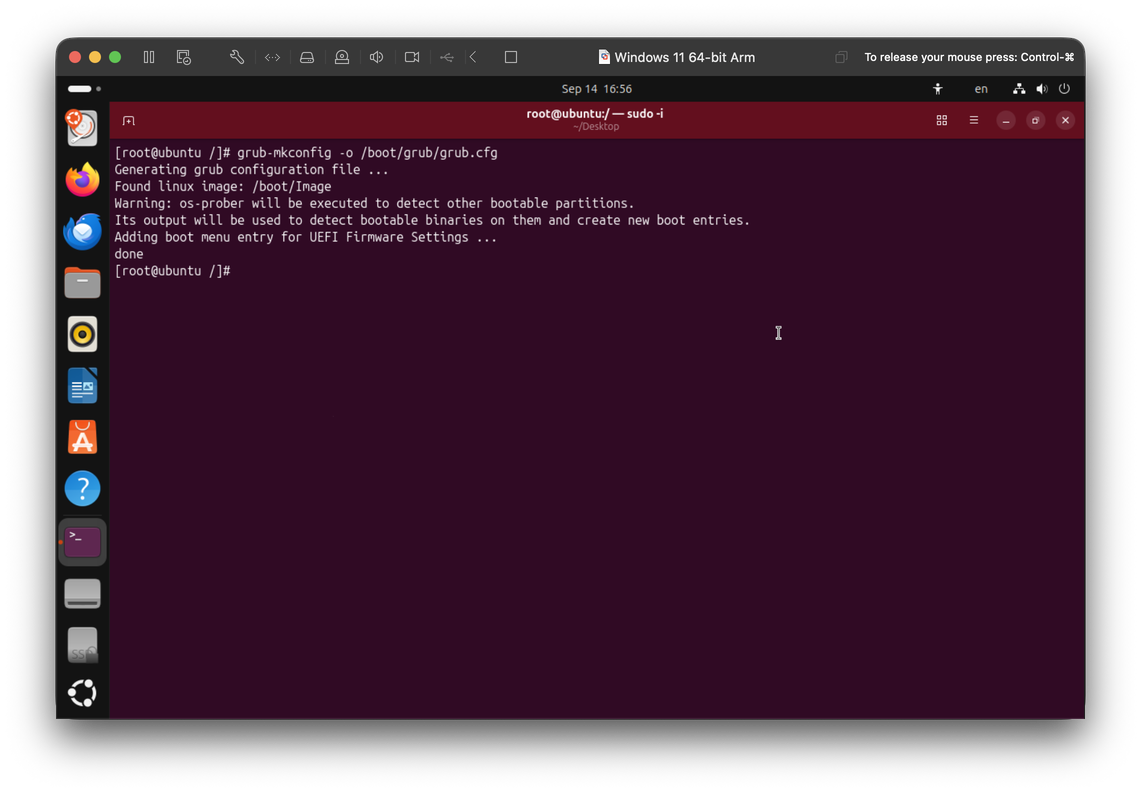 Windows 11 64-bit Arm
To release your mouse press: Control-⌘
Sep 14 16:56
en
root@ubuntu:/ — sudo -i
~/Desktop
[root@ubuntu /]# grub-mkconfig -o /boot/grub/grub.cfg
Generating grub configuration file ...
Found linux image: /boot/Image
Warning: os-prober will be executed to detect other bootable partitions.
Its output will be used to detect bootable binaries on them and create new boot entries.
Adding boot menu entry for UEFI Firmware Settings ...
done
[root@ubuntu /]#
?
>_